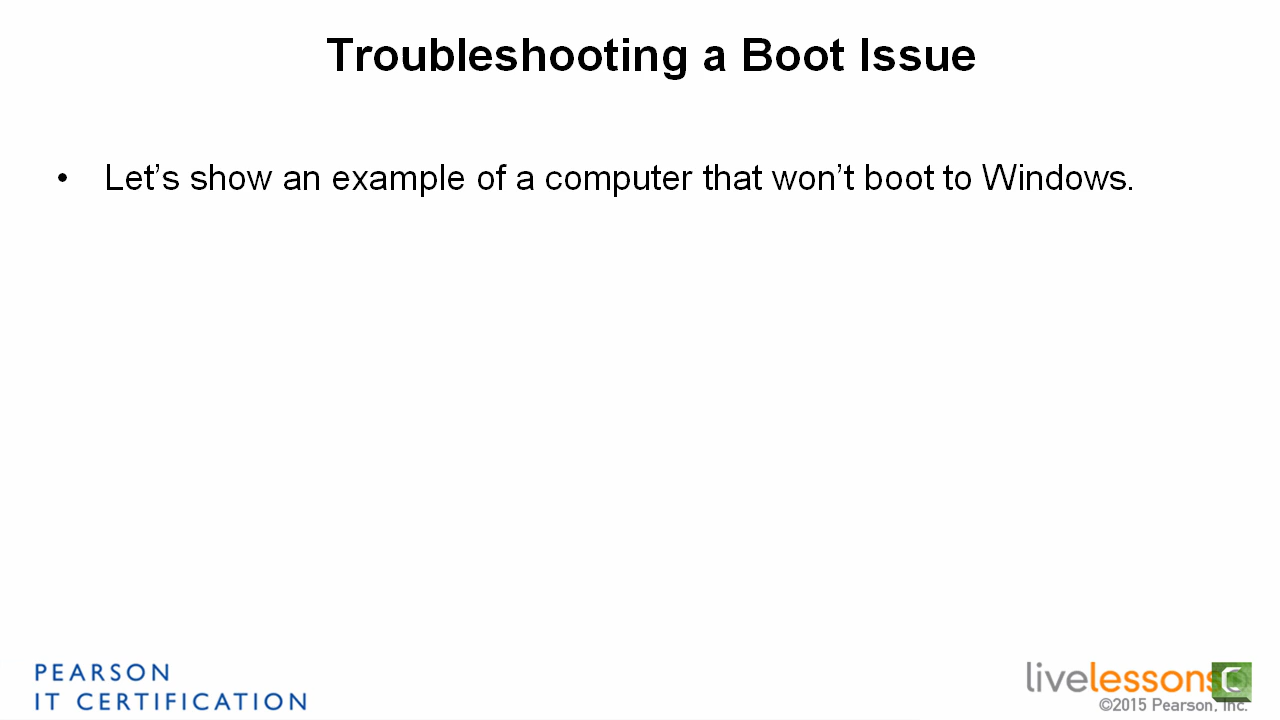 Troubleshooting a Boot Issue
• Let’s show an example of a computer that won’t boot to Windows.
PEARSON
IT CERTIFICATION
livelessons
©2015 Pearson, Inc.